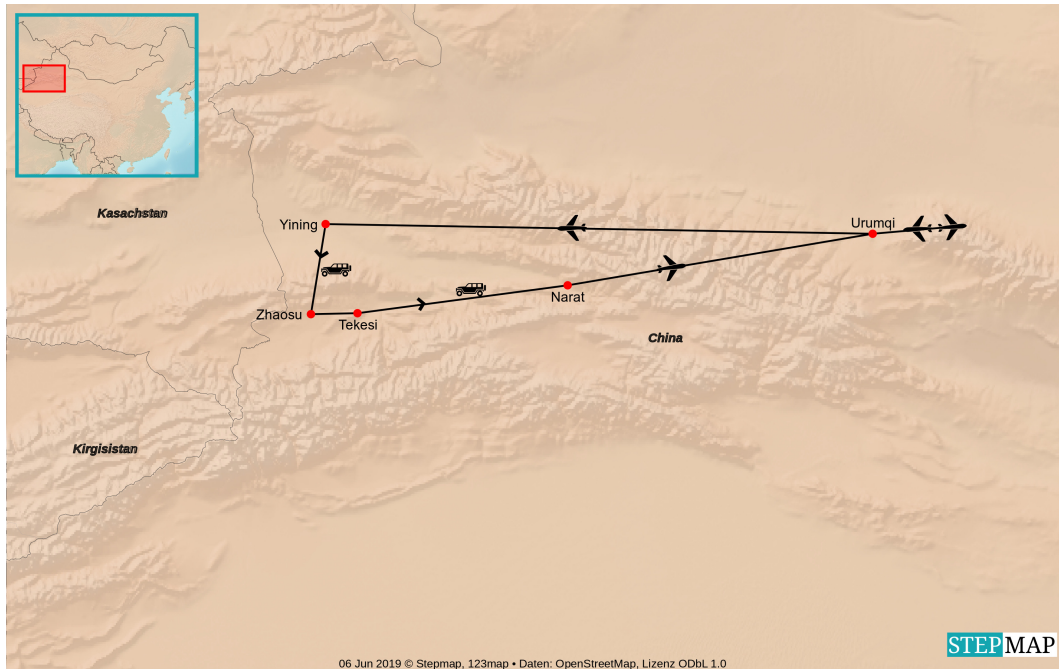 Kasachstan
Urumqi
Yining
Narat
Zhaosu
Tekesi
China
Kirgisistan
STEPMAP
06 Jun 2019 © Stepmap, 123map • Daten: OpenStreetMap, Lizenz ODbL 1.0